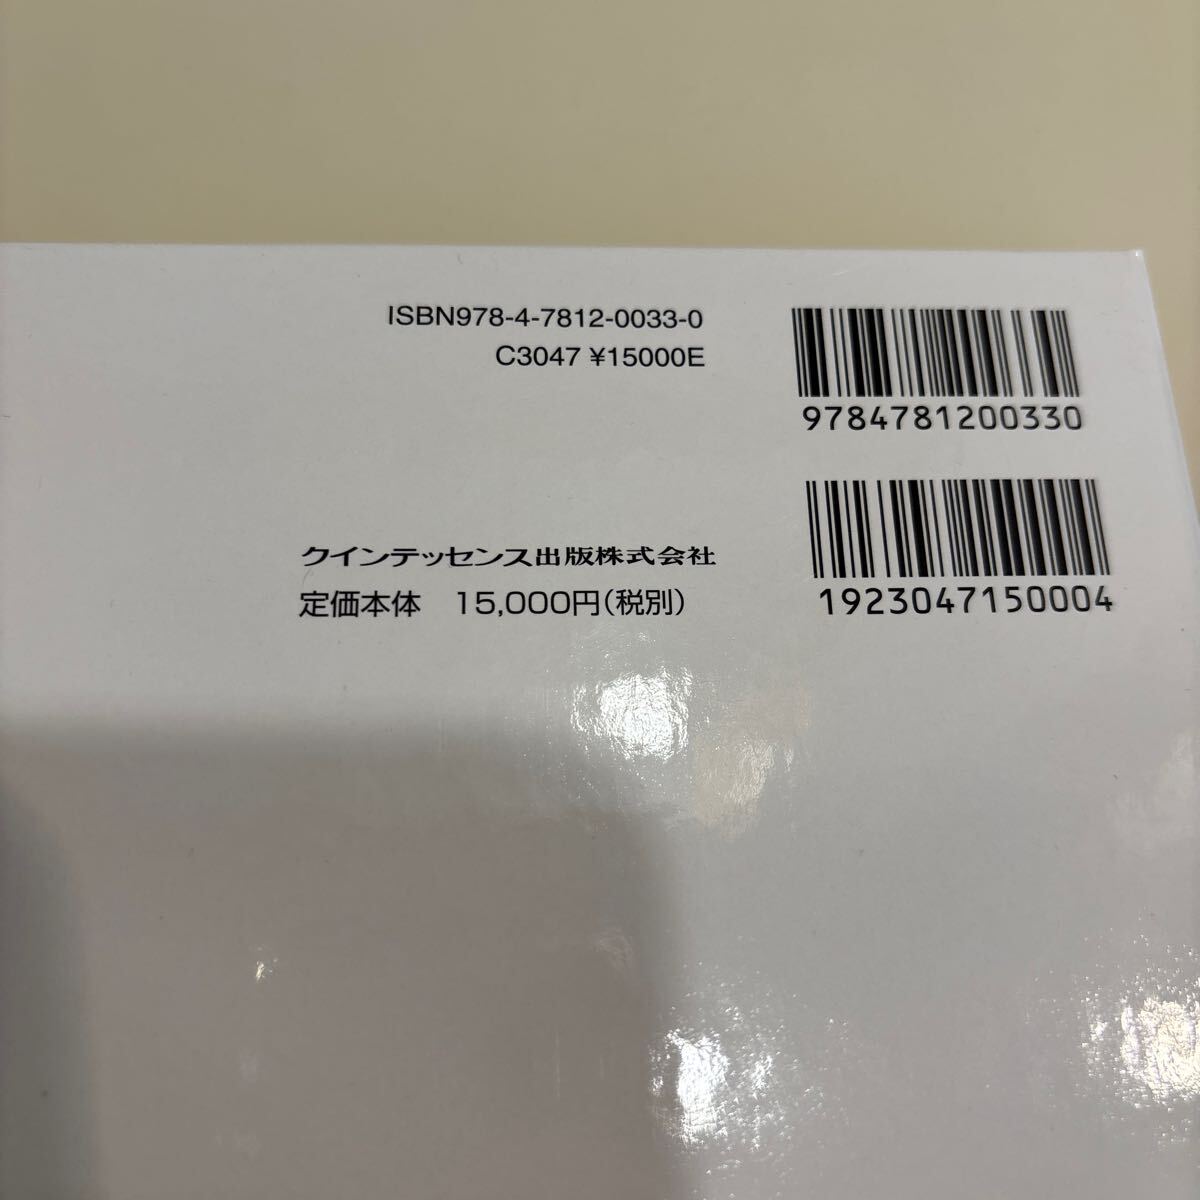 ISBN978-4-7812-0033-0
C3047 ¥15000E
9784781200330
クインテッセンス出版株式会社
定価本体 15,000円(税別)
1923047150004